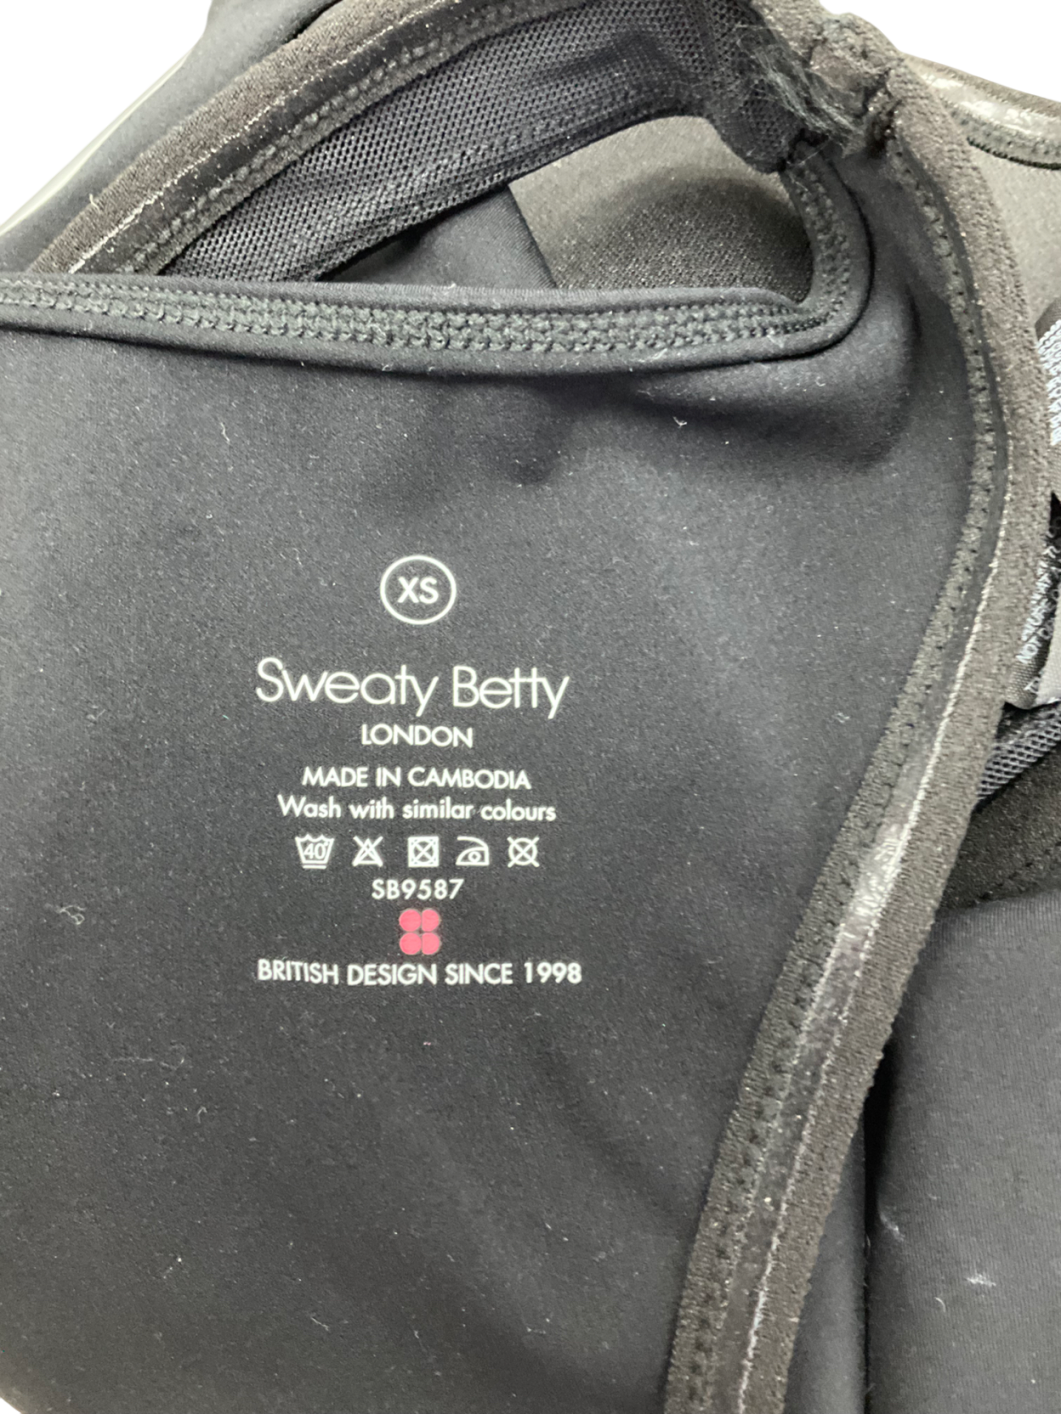 XS
Sweaty Betty
LONDON
MADE IN CAMBODIA
Wash with similar colours
40
SB9587
BRITISH DESIGN SINCE 1998